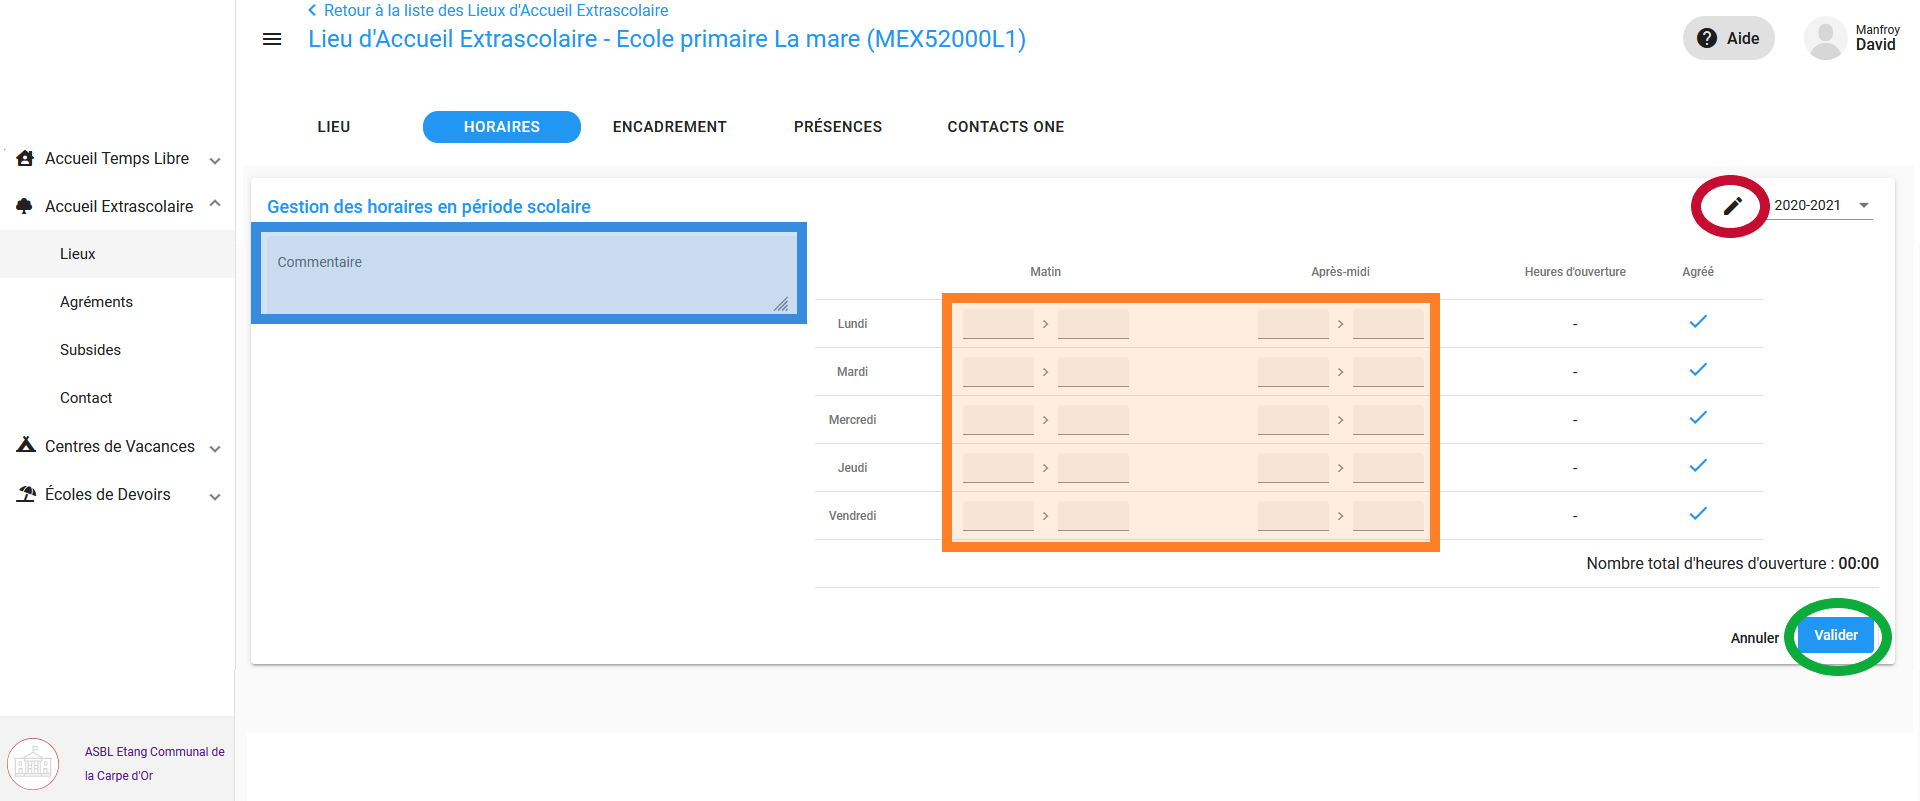 Retour à la liste des Lieux d'Accueil Extrascolaire
Lieu d'Accueil Extrascolaire - Ecole primaire La mare (MEX52000L1)
Aide
Manfroy
David
LIEU
HORAIRES
ENCADREMENT
PRÉSENCES
CONTACTS ONE
Accueil Temps Libre
Accueil Extrascolaire
Lieux
Agréments
Subsides
Contact
Centres de Vacances
Écoles de Devoirs
ASBL Etang Communal de
la Carpe d'Or
Gestion des horaires en période scolaire
2020-2021
Commentaire
Matin Après-midi Heures d'ouverture Agréé
Lundi > > -
Mardi > > -
Mercredi > > -
Jeudi > > -
Vendredi > > -
Nombre total d'heures d'ouverture : 00:00
Annuler
Valider